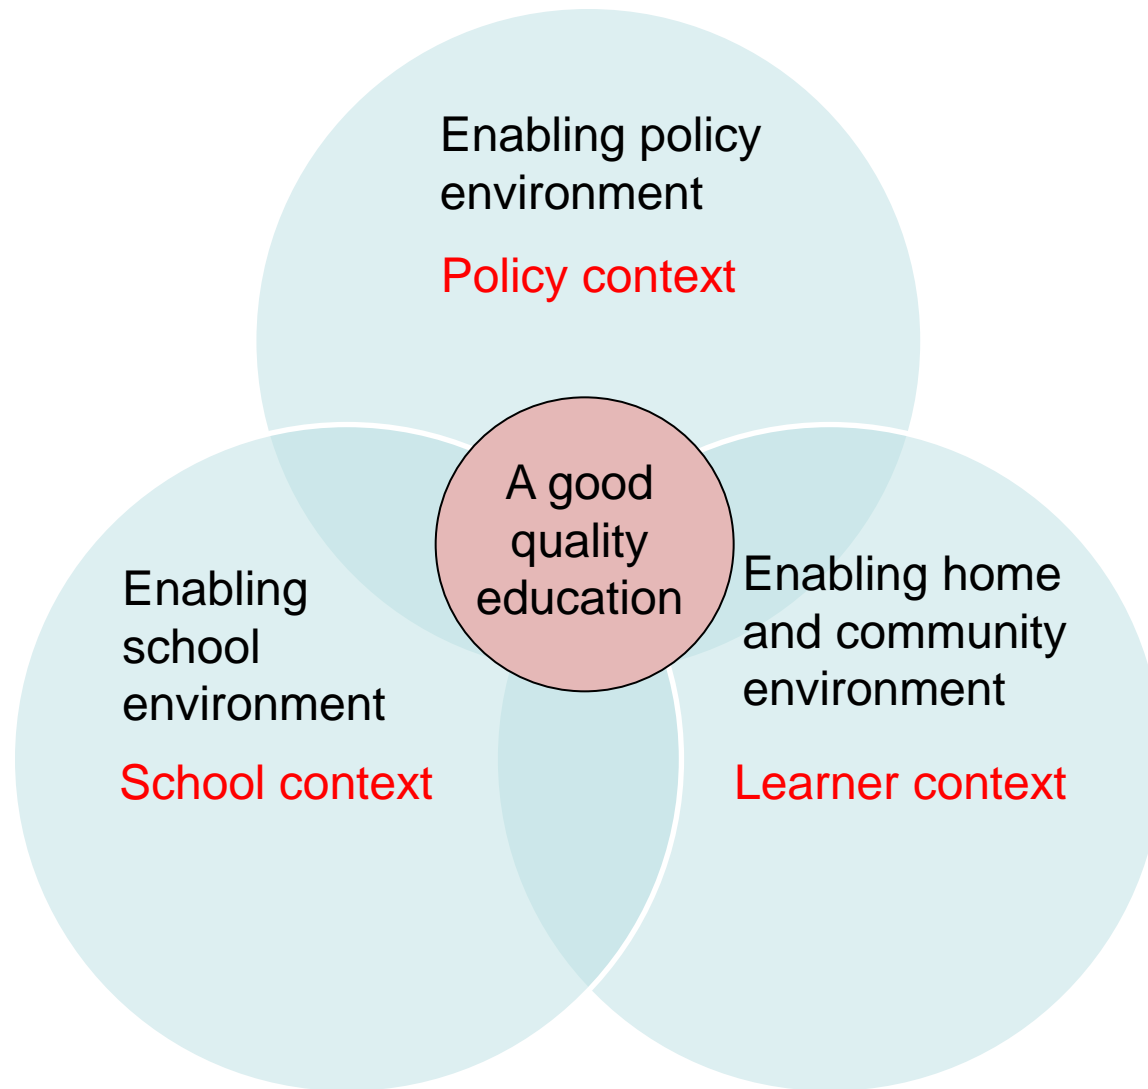 Enabling policy
environment
Policy context
A good
quality
education
Enabling
school
environment
School context
Enabling home
and community
environment
Learner context